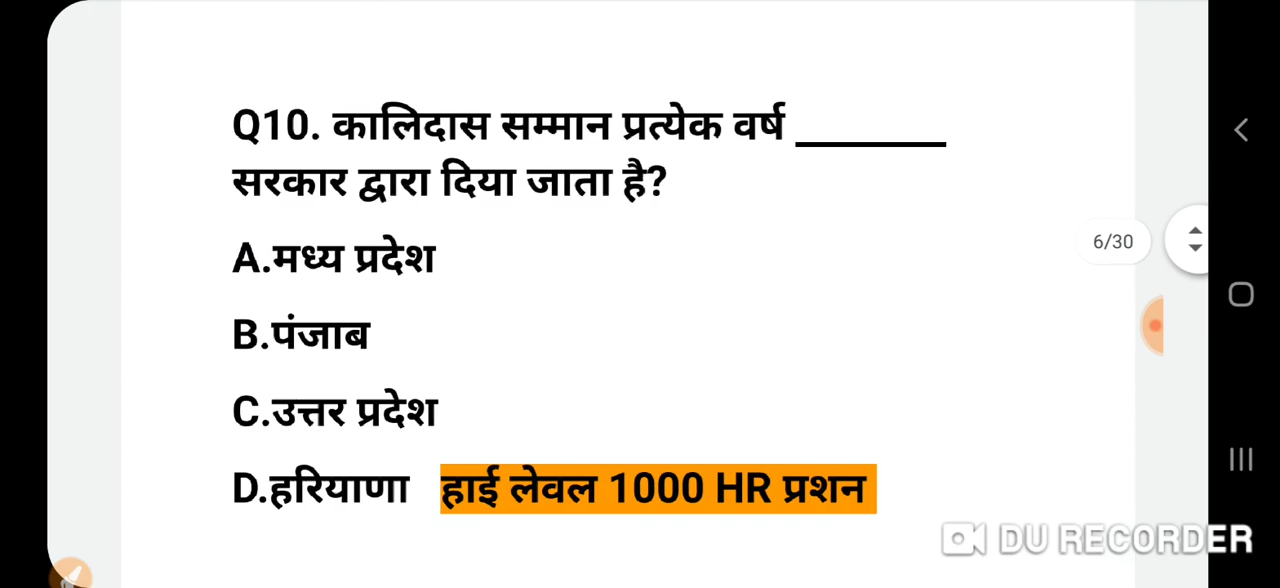 Q10. कालिदास सम्मान प्रत्येक वर्ष _______
सरकार द्वारा दिया जाता है?
A.मध्य प्रदेश
6/30
B.पंजाब
C.उत्तर प्रदेश
D.हरियाणा हाई लेवल 1000 HR प्रशन
DU RECORDER